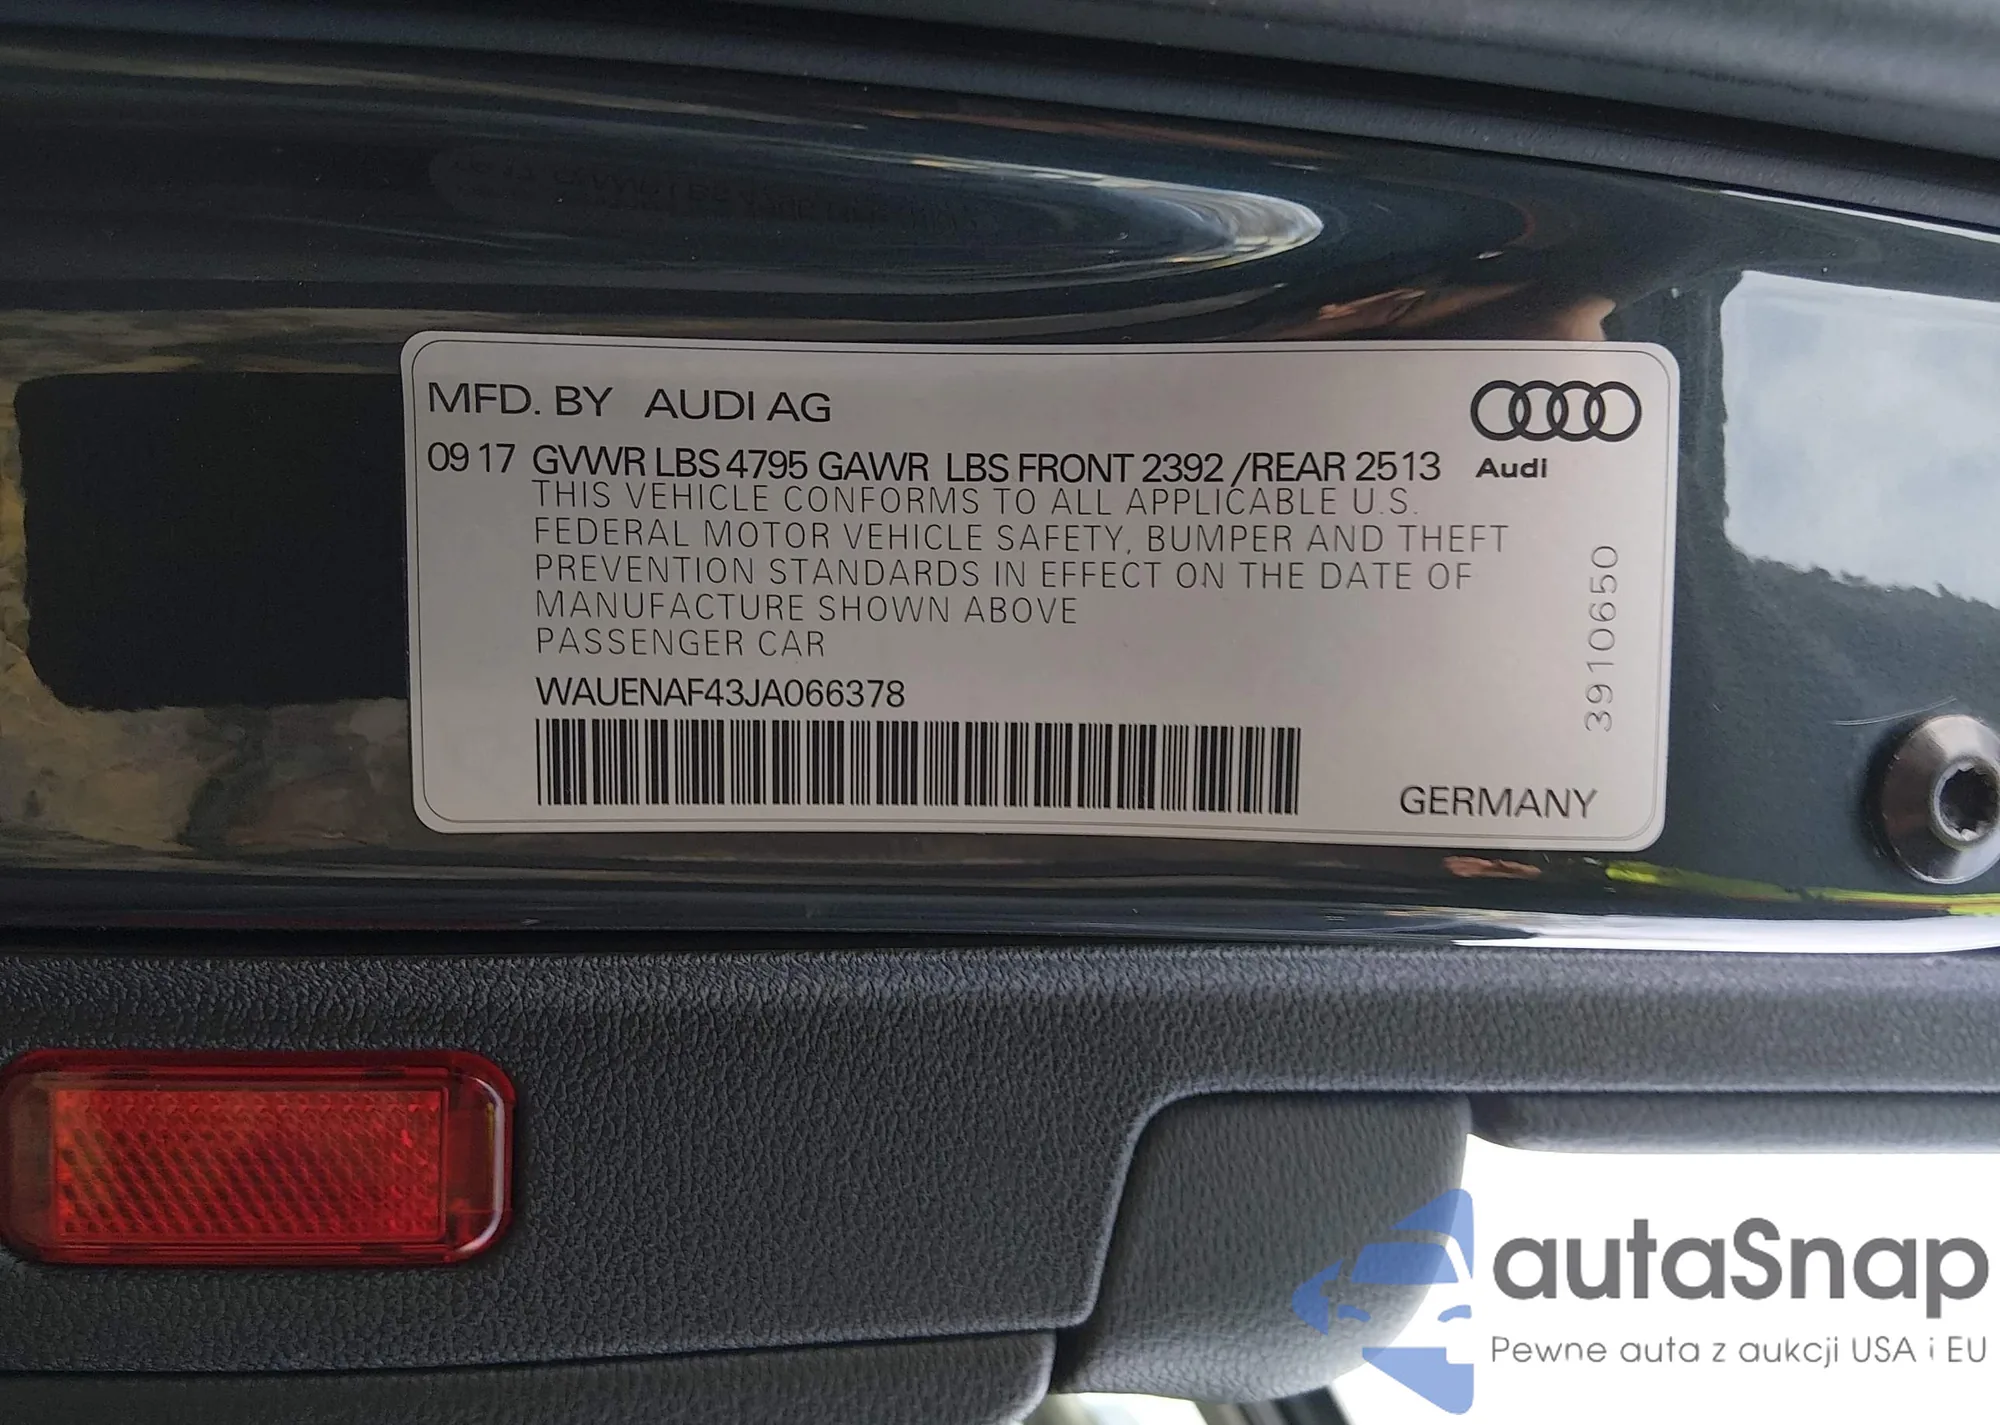 MFD. BY AUDI AG
09 17 GVWR LBS 4795 GAWR LBS FRONT 2392 /REAR 2513
Audi
THIS VEHICLE CONFORMS TO ALL APPLICABLE U.S.
FEDERAL MOTOR VEHICLE SAFETY, BUMPER AND THEFT
PREVENTION STANDARDS IN EFFECT ON THE DATE OF
MANUFACTURE SHOWN ABOVE
PASSENGER CAR
WAUENAF43JA066378
3910650
GERMANY
autaSnap
Pewne auta z aukcji USA i EU